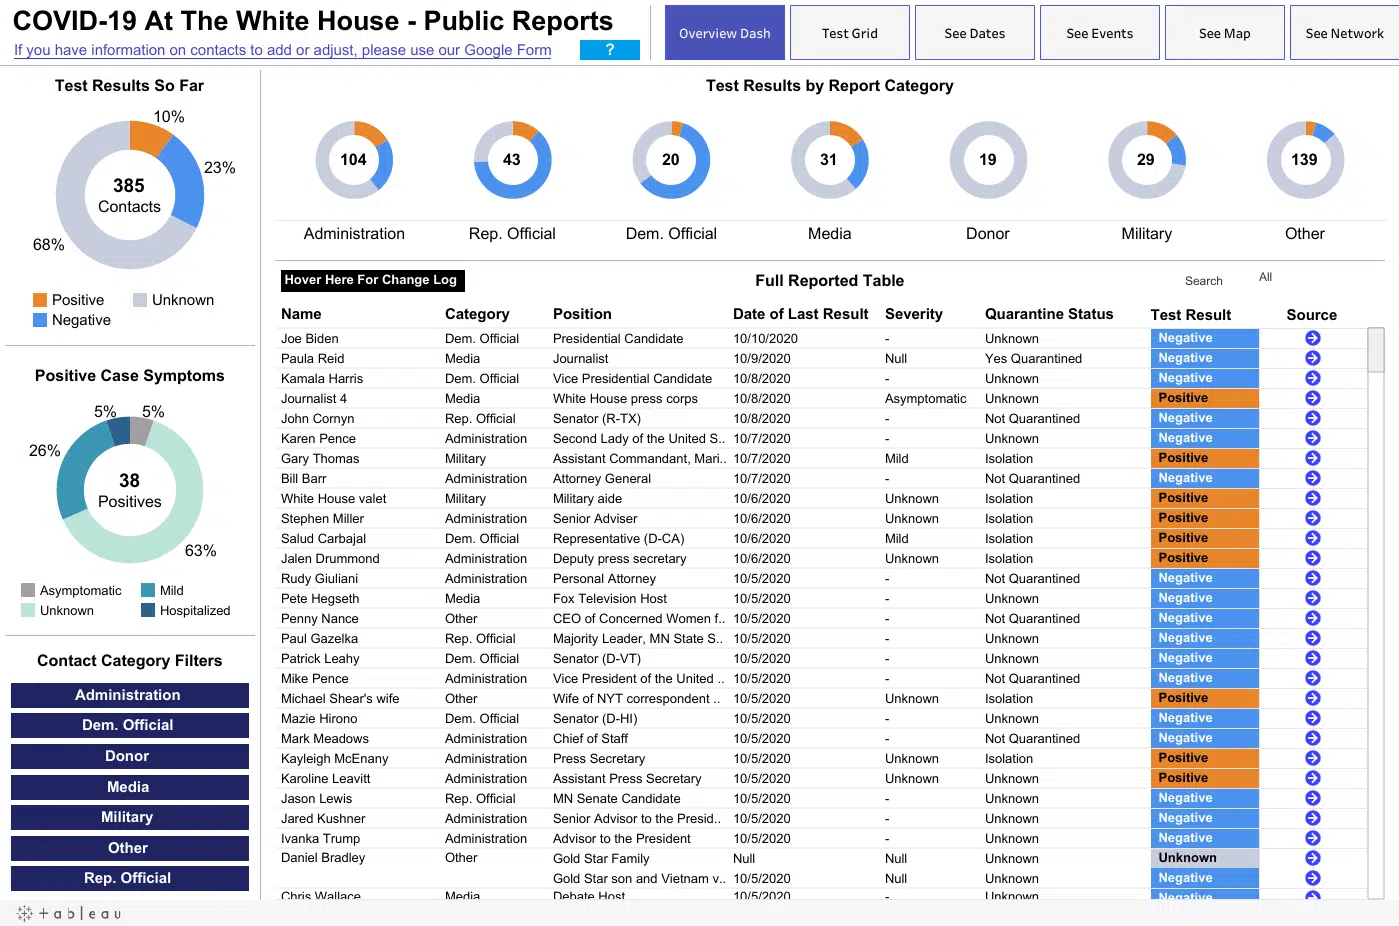 COVID-19 At The White House - Public Reports
If you have information on contacts to add or adjust, please use our Google Form
?
Overview Dash
Test Grid
See Dates
See Events
See Map
See Network
Test Results So Far
10%
23%
68%
385
Contacts
Positive
Unknown
Negative
Positive Case Symptoms
5%
5%
26%
63%
38
Positives
Asymptomatic
Mild
Unknown
Hospitalized
Contact Category Filters
Administration
Dem. Official
Donor
Media
Military
Other
Rep. Official
Test Results by Report Category
104
43
20
31
19
29
139
Administration
Rep. Official
Dem. Official
Media
Donor
Military
Other
Hover Here For Change Log
Full Reported Table
Search
All
Name Category Position Date of Last Result Severity Quarantine Status Test Result Source
Joe Biden Dem. Official Presidential Candidate 10/10/2020 - Unknown Negative
Paula Reid Media Journalist 10/9/2020 Null Yes Quarantined Negative
Kamala Harris Dem. Official Vice Presidential Candidate 10/8/2020 - Unknown Negative
Journalist 4 Media White House press corps 10/8/2020 Asymptomatic Unknown Positive
John Cornyn Rep. Official Senator (R-TX) 10/8/2020 - Not Quarantined Negative
Karen Pence Administration Second Lady of the United S.. 10/7/2020 - Unknown Negative
Gary Thomas Military Assistant Commandant, Mari.. 10/7/2020 Mild Isolation Positive
Bill Barr Administration Attorney General 10/7/2020 - Not Quarantined Negative
White House valet Military Military aide 10/6/2020 Unknown Isolation Positive
Stephen Miller Administration Senior Adviser 10/6/2020 Unknown Isolation Positive
Salud Carbajal Dem. Official Representative (D-CA) 10/6/2020 Mild Isolation Positive
Jalen Drummond Administration Deputy press secretary 10/6/2020 Unknown Isolation Positive
Rudy Giuliani Administration Personal Attorney 10/5/2020 - Not Quarantined Negative
Pete Hegseth Media Fox Television Host 10/5/2020 - Unknown Negative
Penny Nance Other CEO of Concerned Women f.. 10/5/2020 - Not Quarantined Negative
Paul Gazelka Rep. Official Majority Leader, MN State S.. 10/5/2020 - Unknown Negative
Patrick Leahy Dem. Official Senator (D-VT) 10/5/2020 - Unknown Negative
Mike Pence Administration Vice President of the United .. 10/5/2020 - Not Quarantined Negative
Michael Shear's wife Other Wife of NYT correspondent .. 10/5/2020 Unknown Isolation Positive
Mazie Hirono Dem. Official Senator (D-HI) 10/5/2020 - Unknown Negative
Mark Meadows Administration Chief of Staff 10/5/2020 - Not Quarantined Negative
Kayleigh McEnany Administration Press Secretary 10/5/2020 Unknown Isolation Positive
Karoline Leavitt Administration Assistant Press Secretary 10/5/2020 Unknown Unknown Positive
Jason Lewis Rep. Official MN Senate Candidate 10/5/2020 - Unknown Negative
Jared Kushner Administration Senior Advisor to the Presid.. 10/5/2020 - Unknown Negative
Ivanka Trump Administration Advisor to the President 10/5/2020 - Unknown Negative
Daniel Bradley Other Gold Star Family Null Null Unknown Unknown
Gold Star son and Vietnam v.. 10/5/2020 Null Unknown Negative
Chris Wallace Media Debate Host 10/5/2020 - Unknown Negative
+ableau